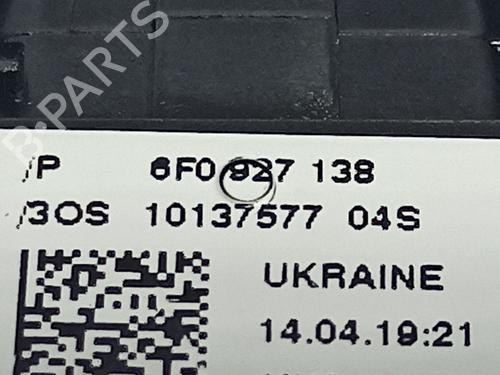 B-PARTS
/P 6F0 927 138
/3OS 10137577 04S
UKRAINE
14.04.19:21